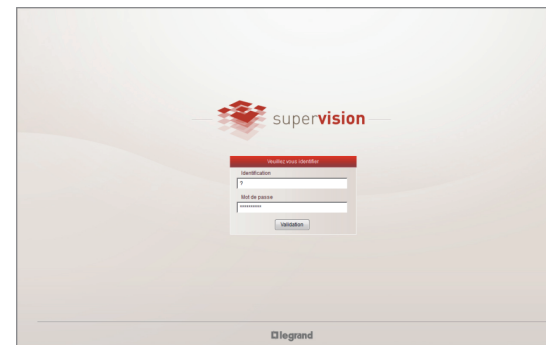 supervision
Veuillez vous identifier
Identification
?
Mot de passe
**********
Validation
legrand